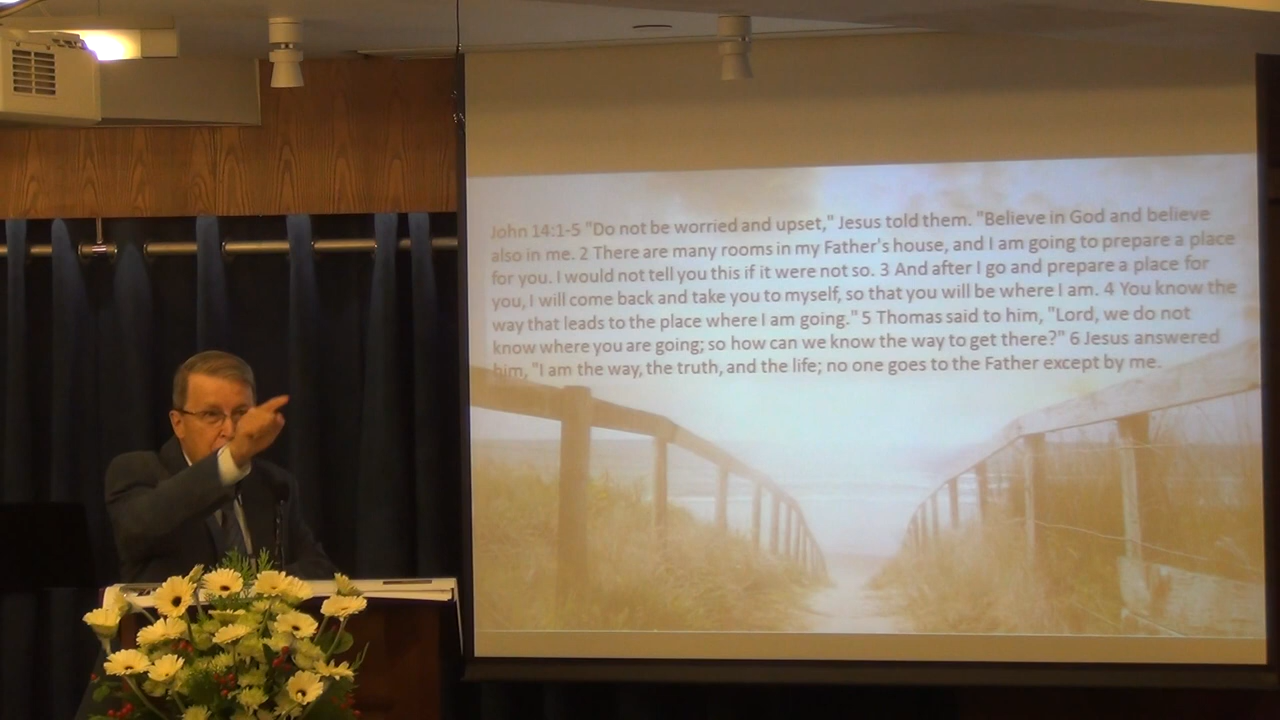 John 14:1-5 "Do not be worried and upset," Jesus told them. "Believe in God and believe
also in me. 2 There are many rooms in my Father's house, and I am going to prepare a place
for you. I would not tell you this if it were not so. 3 And after I go and prepare a place for
you, I will come back and take you to myself, so that you will be where I am. 4 You know the
way that leads to the place where I am going." 5 Thomas said to him, "Lord, we do not
know where you are going; so how can we know the way to get there?" 6 Jesus answered
him, "I am the way, the truth, and the life; no one goes to the Father except by me.